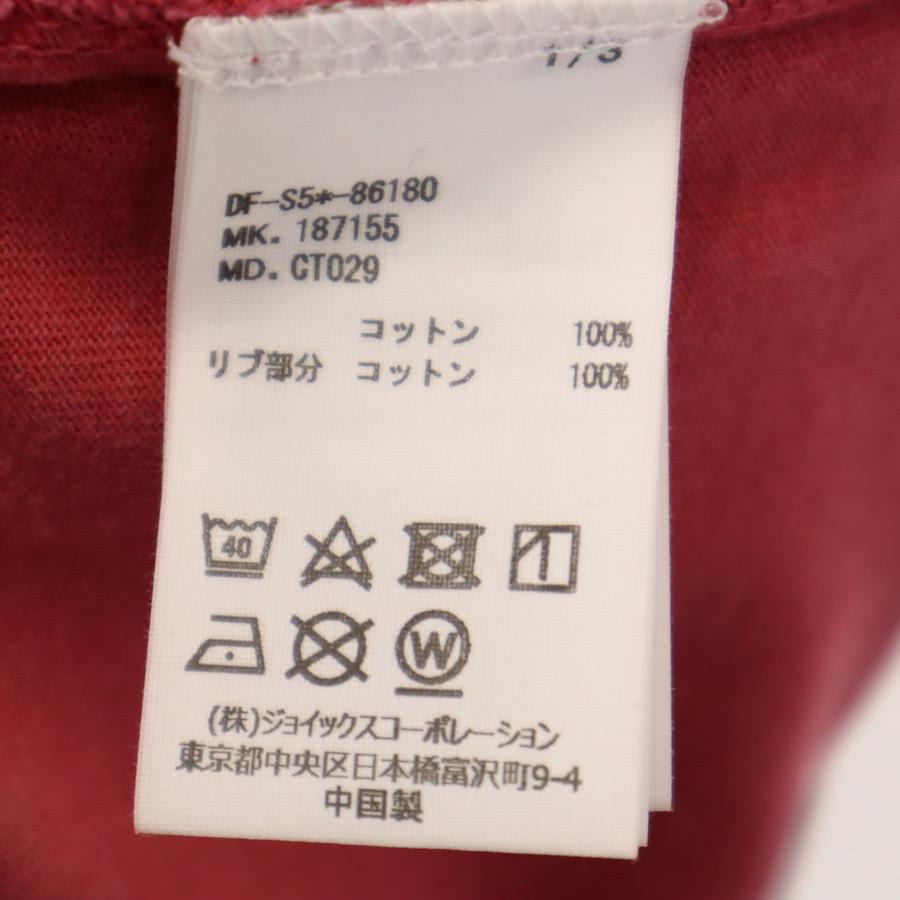 1/3
DF-S5*-86180
MK. 187155
MD. CT029
コットン 100%
リブ部分 コットン 100%
40
W
(株)ジョイックスコーポレーション
東京都中央区日本橋富沢町9-4
中国製